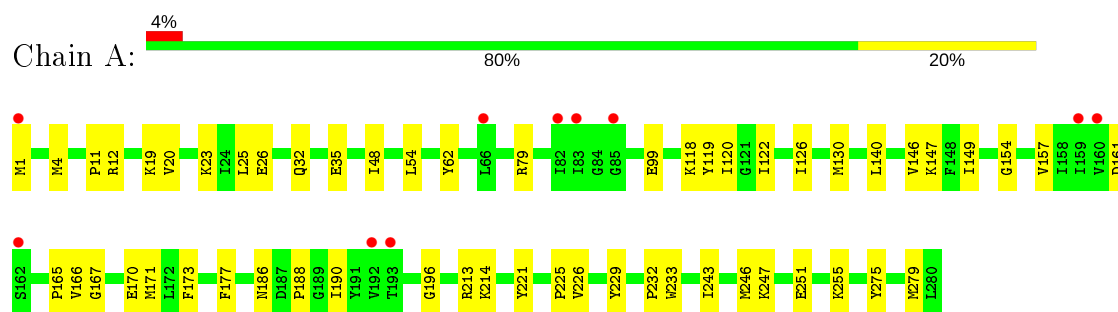 4%
Chain A:
80% 20%
M1 M4 P11 R12 K19 V20 K23 I24 L25 E26 Q32 E35 I48 L54 Y62 L66 R79 I82 I83 G84 G85 E99 K118 Y119 I120 G121 I122 I126 M130 L140 V146 K147 F148 I149 G154 V157 I158 I159 V160 D161
S162 P165 V166 G167 E170 M171 L172 F173 F177 N186 D187 P188 G189 I190 Y191 V192 T193 G196 R213 K214 Y221 P225 V226 Y229 P232 W233 I243 M246 K247 E251 K255 Y275 M279 L280